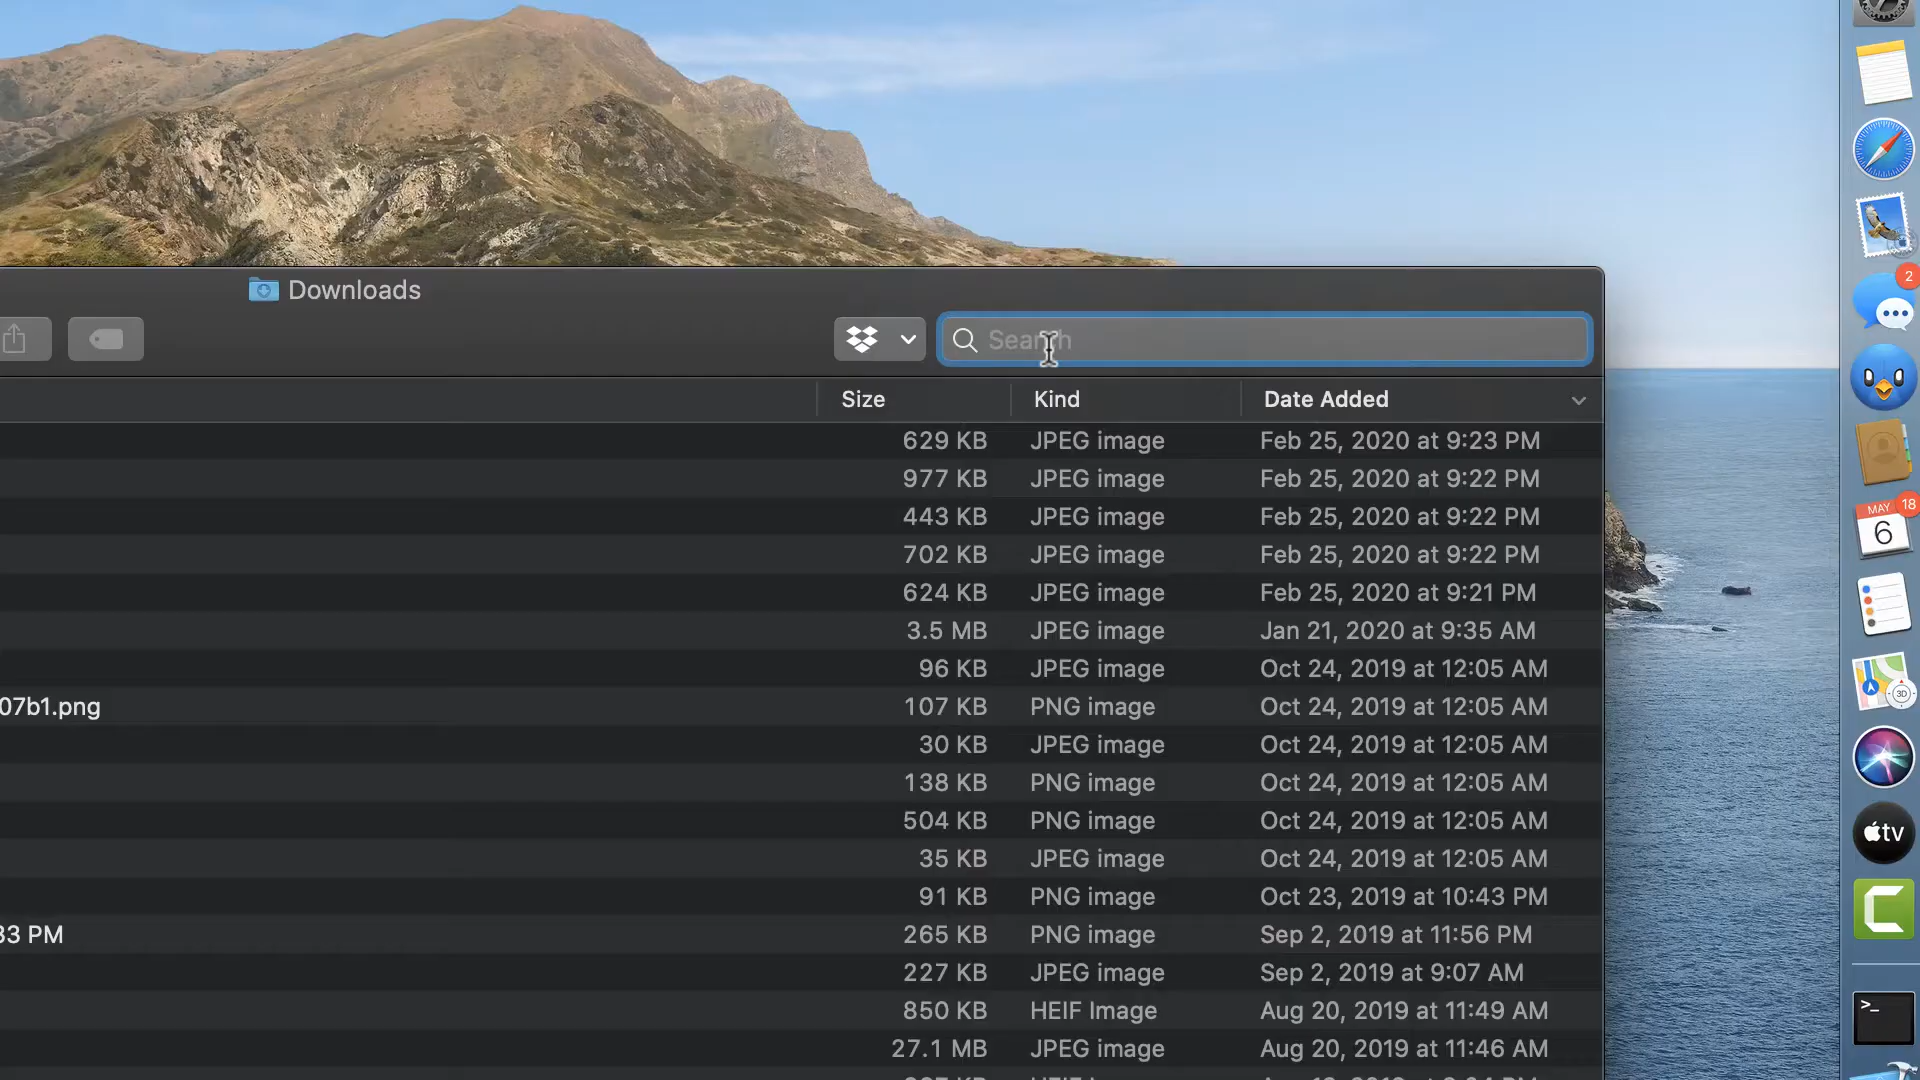 Downloads
Search
Size Kind Date Added
629 KB JPEG image Feb 25, 2020 at 9:23 PM
977 KB JPEG image Feb 25, 2020 at 9:22 PM
443 KB JPEG image Feb 25, 2020 at 9:22 PM
702 KB JPEG image Feb 25, 2020 at 9:22 PM
624 KB JPEG image Feb 25, 2020 at 9:21 PM
3.5 MB JPEG image Jan 21, 2020 at 9:35 AM
96 KB JPEG image Oct 24, 2019 at 12:05 AM
07b1.png 107 KB PNG image Oct 24, 2019 at 12:05 AM
30 KB JPEG image Oct 24, 2019 at 12:05 AM
138 KB PNG image Oct 24, 2019 at 12:05 AM
504 KB PNG image Oct 24, 2019 at 12:05 AM
35 KB JPEG image Oct 24, 2019 at 12:05 AM
91 KB PNG image Oct 23, 2019 at 10:43 PM
33 PM 265 KB PNG image Sep 2, 2019 at 11:56 PM
227 KB JPEG image Sep 2, 2019 at 9:07 AM
850 KB HEIF Image Aug 20, 2019 at 11:49 AM
27.1 MB JPEG image Aug 20, 2019 at 11:46 AM
2
MAY 18
6
3D
tv
>_